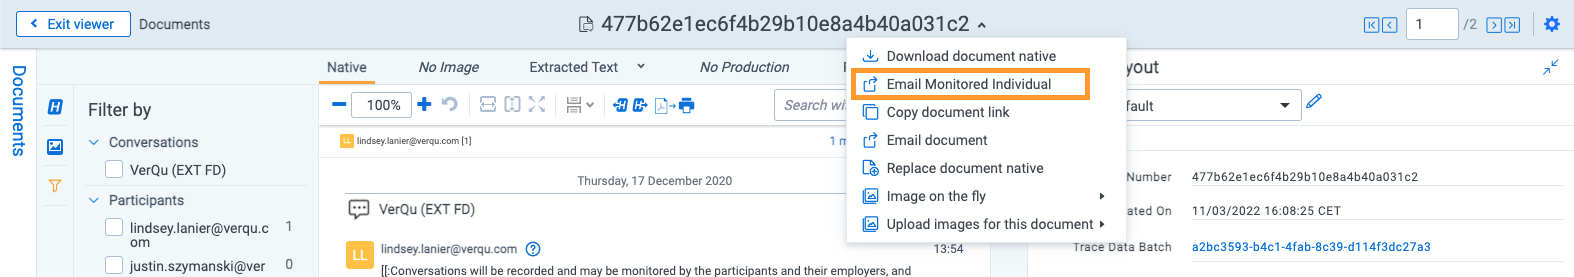 Exit viewer
Documents
477b62e1ec6f4b29b10e8a4b40a031c2
1
/2
Documents
Native
No Image
Extracted Text
No Production
Download document native
Email Monitored Individual
Copy document link
Email document
Replace document native
Image on the fly
Upload images for this document
yout
Filter by
Conversations
VerQu (EXT FD)
Participants
lindsey.lanier@verqu.c
om
1
justin.szymanski@ver
0
100%
Search wi
fault
LL
lindsey.lanier@verqu.com [1]
1 m
Thursday, 17 December 2020
VerQu (EXT FD)
LL
lindsey.lanier@verqu.com
13:54
[[:Conversations will be recorded and may be monitored by the participants and their employers, and
Number
477b62e1ec6f4b29b10e8a4b40a031c2
ated On
11/03/2022 16:08:25 CET
Trace Data Batch
a2bc3593-b4c1-4fab-8c39-d114f3dc27a3